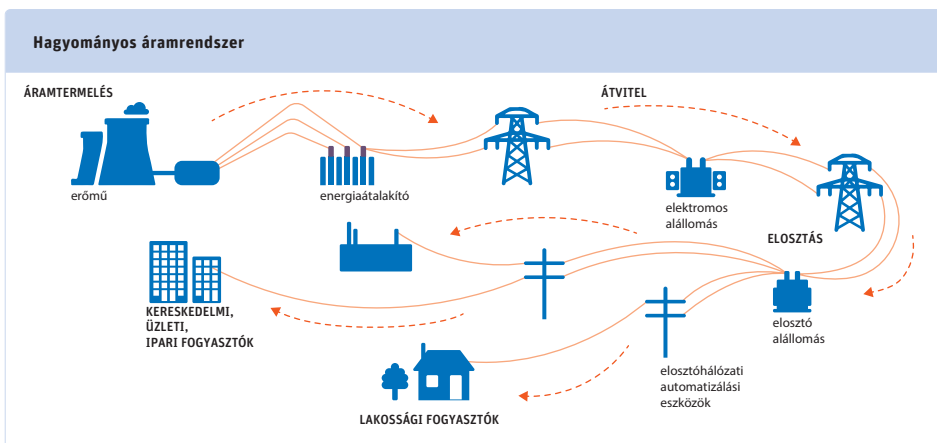 Hagyományos áramrendszer
ÁRAMTERMELÉS
ÁTVITEL
erőmű
energiaátalakító
elektromos
alállomás
ELOSZTÁS
elosztó
alállomás
KERESKEDELMI,
ÜZLETI,
IPARI FOGYASZTÓK
elosztóhálózati
automatizálási
eszközök
LAKOSSÁGI FOGYASZTÓK